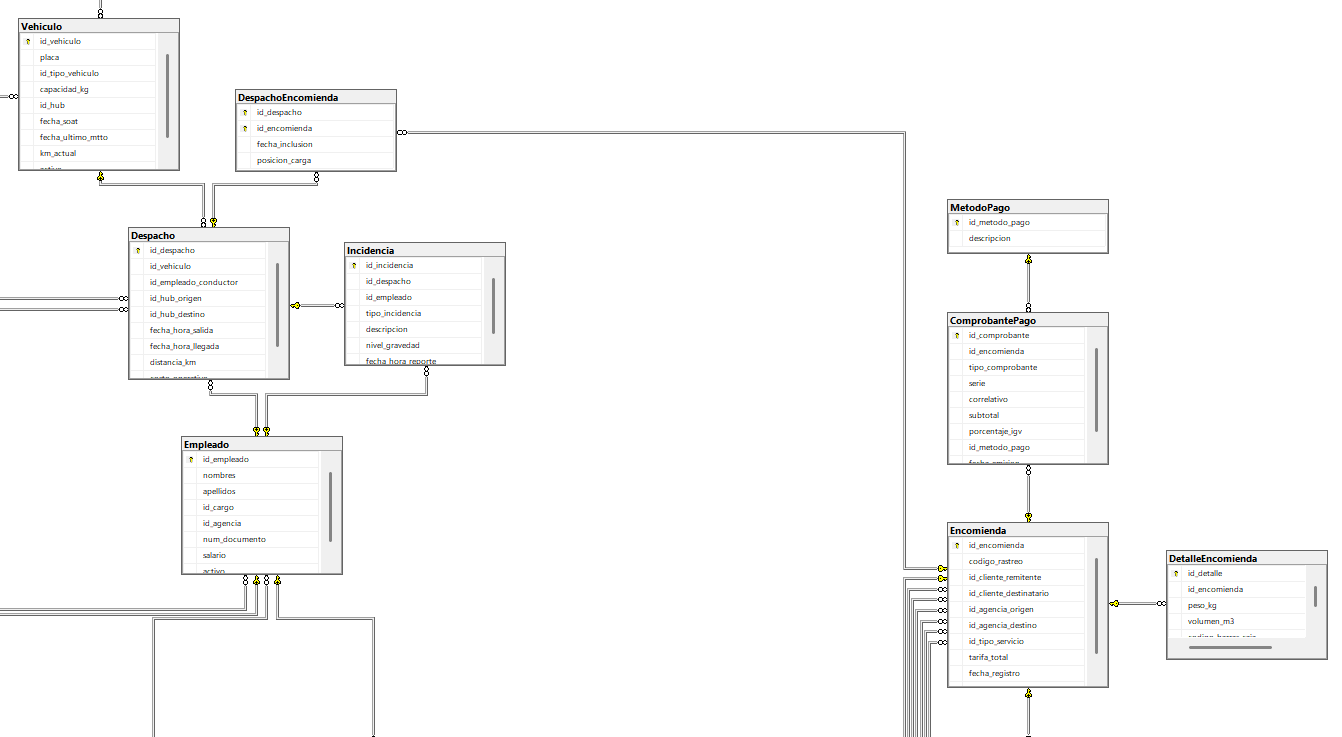 Vehiculo
id_vehiculo
placa
id_tipo_vehiculo
capacidad_kg
id_hub
fecha_soat
fecha_ultimo_mtto
km_actual
DespachoEncomienda
id_despacho
id_encomienda
fecha_inclusion
posicion_carga
Despacho
id_despacho
id_vehiculo
id_empleado_conductor
id_hub_origen
id_hub_destino
fecha_hora_salida
fecha_hora_llegada
distancia_km
Incidencia
id_incidencia
id_despacho
id_empleado
tipo_incidencia
descripcion
nivel_gravedad
fecha_hora_reporte
Empleado
id_empleado
nombres
apellidos
id_cargo
id_agencia
num_documento
salario
activo
MetodoPago
id_metodo_pago
descripcion
ComprobantePago
id_comprobante
id_encomienda
tipo_comprobante
serie
correlativo
subtotal
porcentaje_igv
id_metodo_pago
Encomienda
id_encomienda
codigo_rastreo
id_cliente_remitente
id_cliente_destinatario
id_agencia_origen
id_agencia_destino
id_tipo_servicio
tarifa_total
fecha_registro
DetalleEncomienda
id_detalle
id_encomienda
peso_kg
volumen_m3